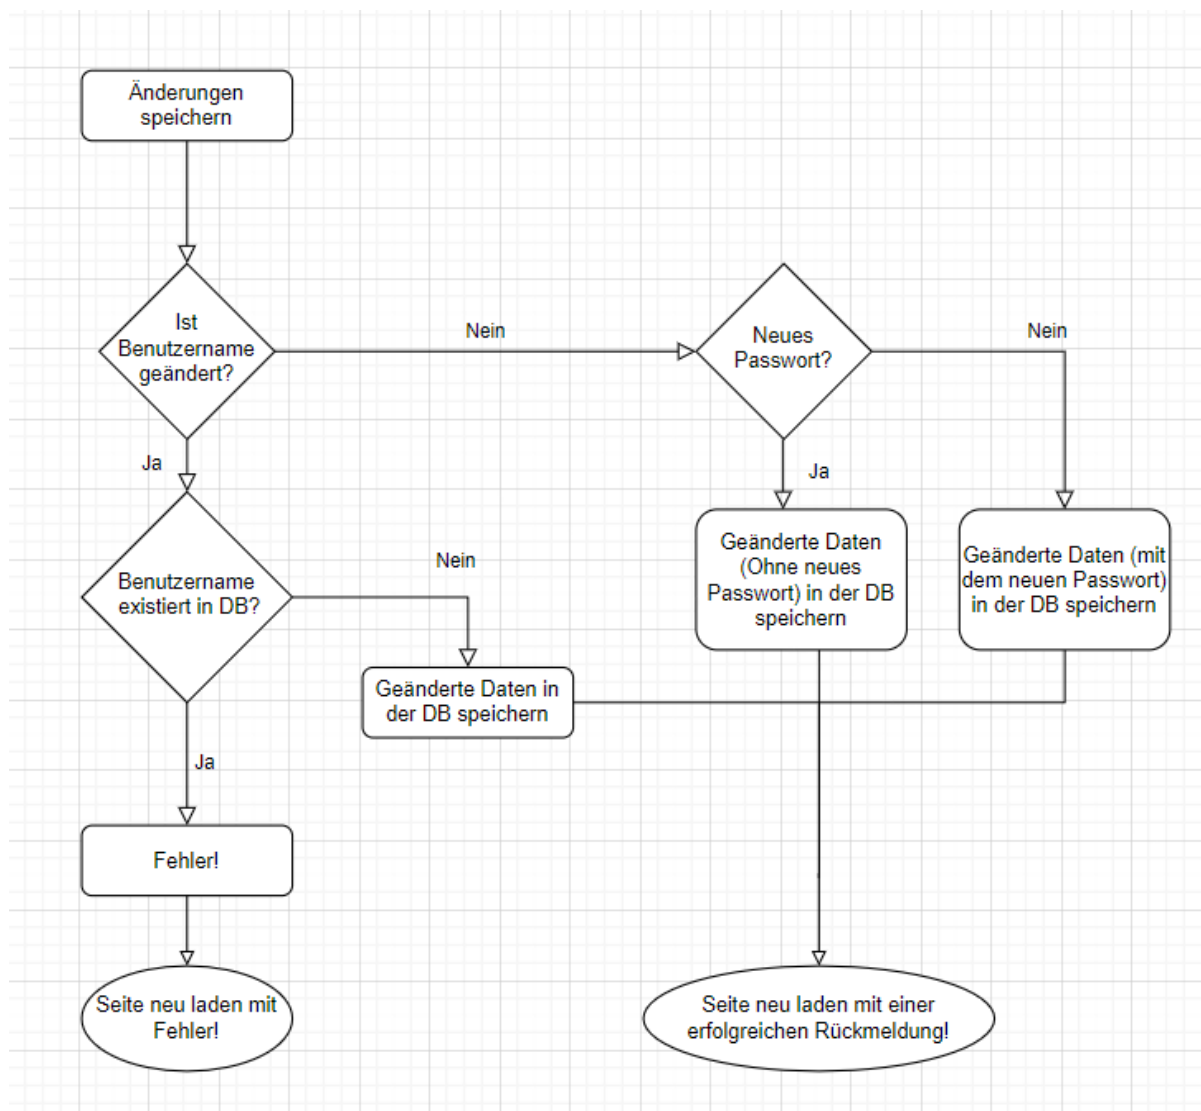 Änderungen
speichern
Ist
Benutzername
geändert?
Nein
Neues
Passwort?
Nein
Ja
Ja
Benutzername
existiert in DB?
Nein
Geänderte Daten
(Ohne neues
Passwort) in der DB
speichern
Geänderte Daten (mit
dem neuen Passwort)
in der DB speichern
Geänderte Daten in
der DB speichern
Ja
Fehler!
Seite neu laden mit
Fehler!
Seite neu laden mit einer
erfolgreichen Rückmeldung!